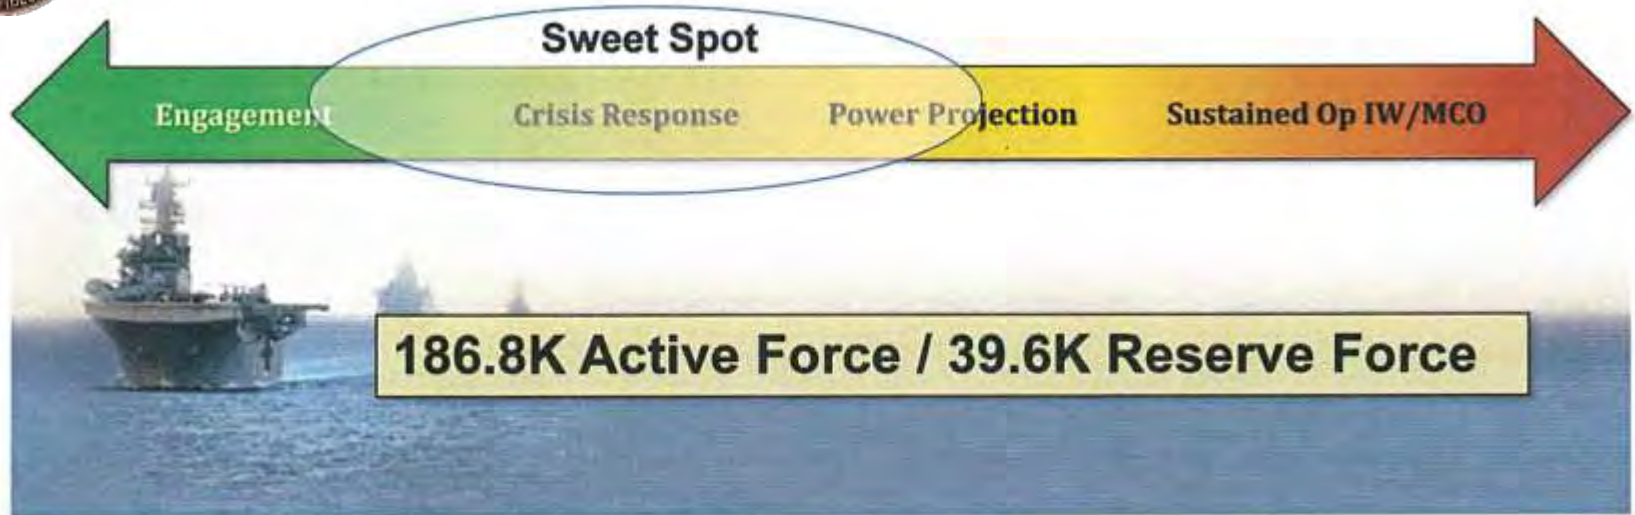 Sweet Spot
Engagement Crisis Response Power Projection Sustained Op IW/MCO
186.8K Active Force / 39.6K Reserve Force